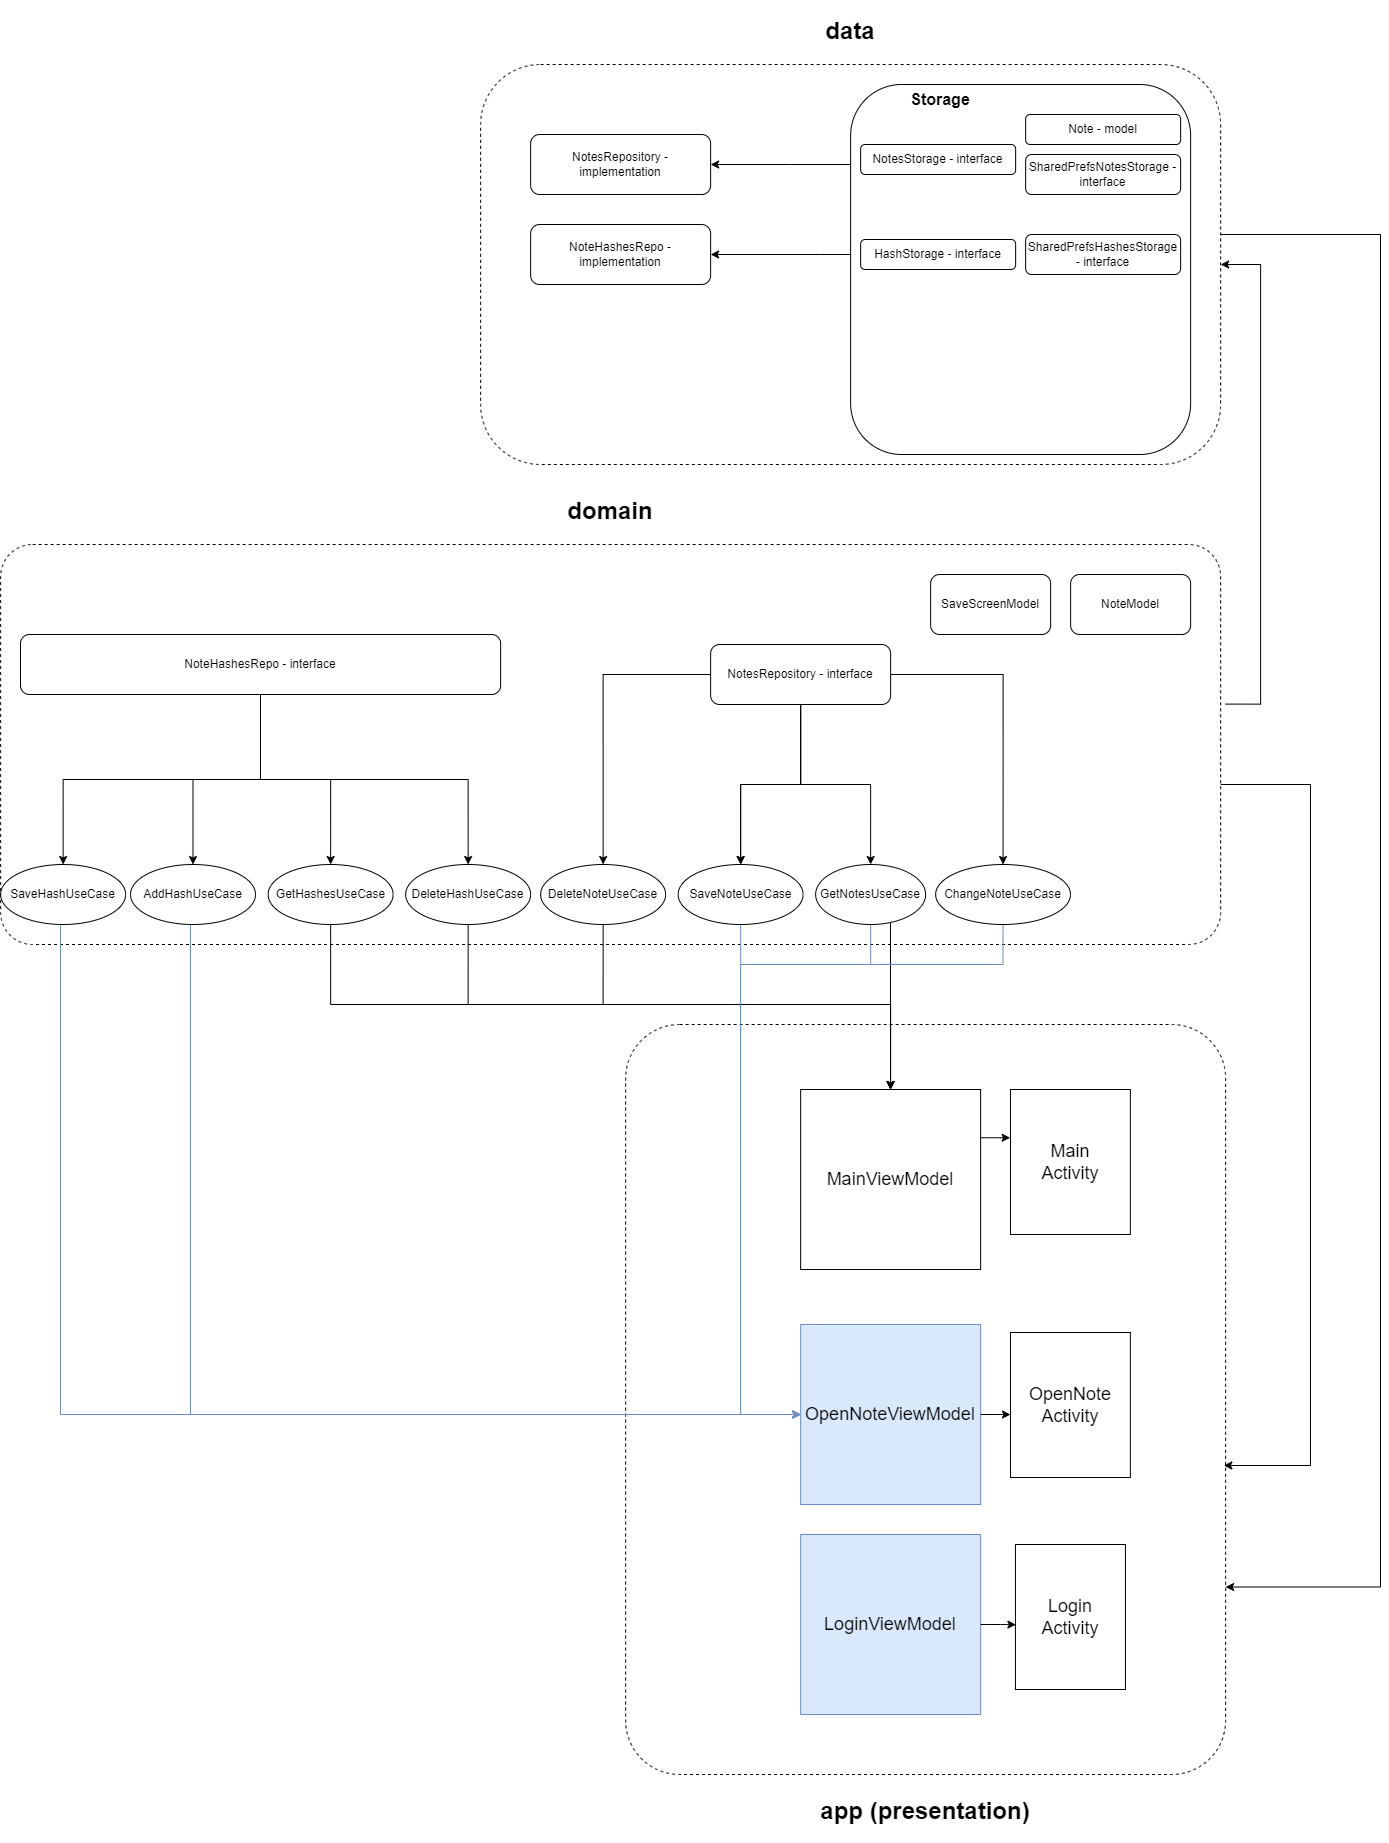 data
Storage
Note - model
NotesRepository -
implementation
NotesStorage - interface
SharedPrefsNotesStorage -
interface
NoteHashesRepo -
implementation
HashStorage - interface
SharedPrefsHashesStorage
- interface
domain
SaveScreenModel
NoteModel
NoteHashesRepo - interface
NotesRepository - interface
SaveHashUseCase
AddHashUseCase
GetHashesUseCase
DeleteHashUseCase
DeleteNoteUseCase
SaveNoteUseCase
GetNotesUseCase
ChangeNoteUseCase
MainViewModel
Main
Activity
OpenNoteViewModel
OpenNote
Activity
LoginViewModel
Login
Activity
app (presentation)